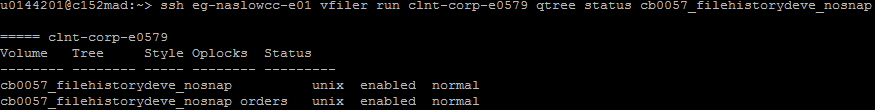 u0144201@c152mad:~> ssh eg-naslowcc-e01 vfiler run clnt-corp-e0579 qtree status cb0057_filehistorydeve_nosnap
===== clnt-corp-e0579
Volume   Tree     Style Oplocks  Status
-------- -------- ----- -------- ---------
cb0057_filehistorydeve_nosnap          unix  enabled  normal
cb0057_filehistorydeve_nosnap orders   unix  enabled  normal